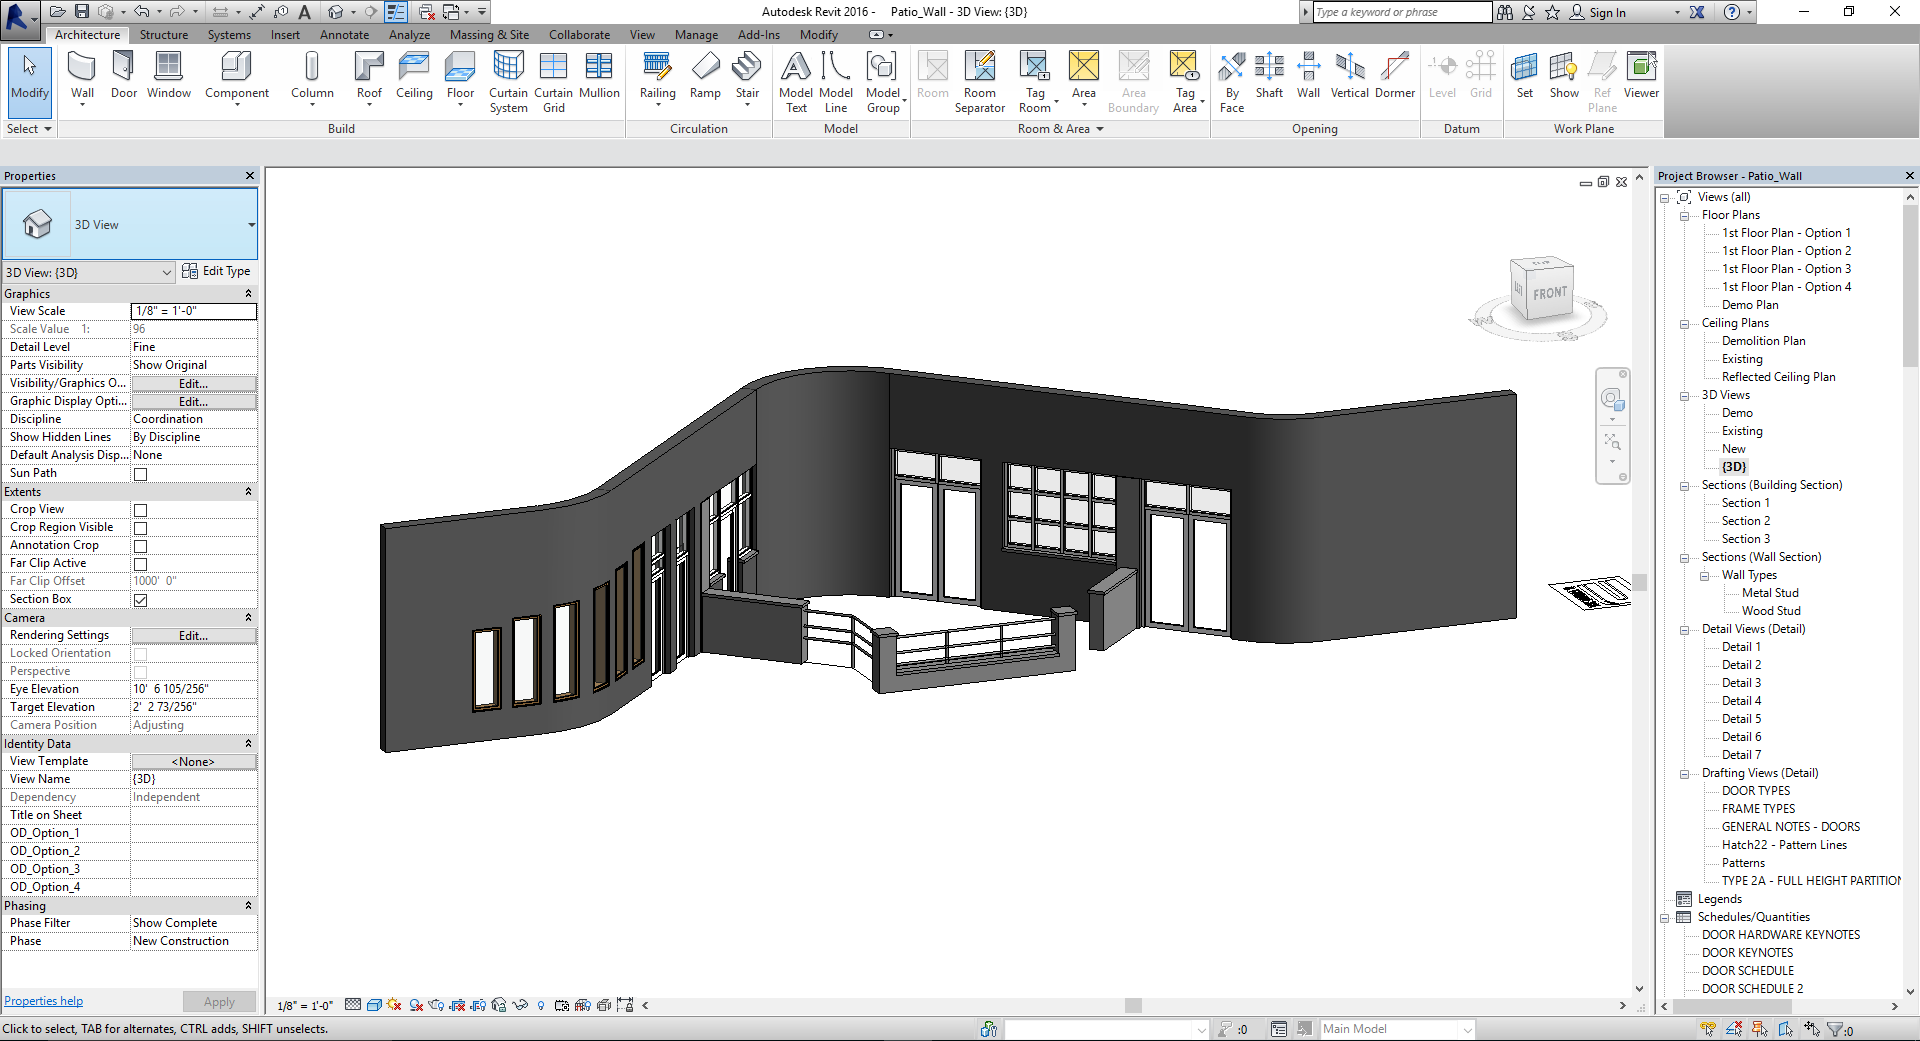 Autodesk Revit 2016 - Patio_Wall - 3D View: {3D}
Type a keyword or phrase
Sign In
Architecture Structure Systems Insert Annotate Analyze Massing & Site Collaborate View Manage Add-Ins Modify
Modify
Wall
Door
Window
Component
Column
Roof
Ceiling
Floor
Curtain System
Curtain Grid
Mullion
Railing
Ramp
Stair
Model Text
Model Line
Model Group
Room
Room Separator
Tag Room
Area
Area Boundary
Tag Area
By Face
Shaft
Wall
Vertical
Dormer
Level
Grid
Set
Show
Ref Plane
Viewer
Select Build Circulation Model Room & Area Opening Datum Work Plane
Properties
3D View
3D View: {3D} Edit Type
Graphics
View Scale 1/8" = 1'-0"
Scale Value 1: 96
Detail Level Fine
Parts Visibility Show Original
Visibility/Graphics O... Edit...
Graphic Display Opti... Edit...
Discipline Coordination
Show Hidden Lines By Discipline
Default Analysis Disp... None
Sun Path
Extents
Crop View
Crop Region Visible
Annotation Crop
Far Clip Active
Far Clip Offset 1000' 0"
Section Box
Camera
Rendering Settings Edit...
Locked Orientation
Perspective
Eye Elevation 10' 6 105/256"
Target Elevation 2' 2 73/256"
Camera Position Adjusting
Identity Data
View Template <None>
View Name {3D}
Dependency Independent
Title on Sheet
OD_Option_1
OD_Option_2
OD_Option_3
OD_Option_4
Phasing
Phase Filter Show Complete
Phase New Construction
Properties help Apply
FRONT
1/8" = 1'-0"
Project Browser - Patio_Wall
Views (all)
Floor Plans
1st Floor Plan - Option 1
1st Floor Plan - Option 2
1st Floor Plan - Option 3
1st Floor Plan - Option 4
Demo Plan
Ceiling Plans
Demolition Plan
Existing
Reflected Ceiling Plan
3D Views
Demo
Existing
New
{3D}
Sections (Building Section)
Section 1
Section 2
Section 3
Sections (Wall Section)
Wall Types
Metal Stud
Wood Stud
Detail Views (Detail)
Detail 1
Detail 2
Detail 3
Detail 4
Detail 5
Detail 6
Detail 7
Drafting Views (Detail)
DOOR TYPES
FRAME TYPES
GENERAL NOTES - DOORS
Hatch22 - Pattern Lines
Patterns
TYPE 2A - FULL HEIGHT PARTITION
Legends
Schedules/Quantities
DOOR HARDWARE KEYNOTES
DOOR KEYNOTES
DOOR SCHEDULE
DOOR SCHEDULE 2
Click to select, TAB for alternates, CTRL adds, SHIFT unselects.
:0
Main Model
:0